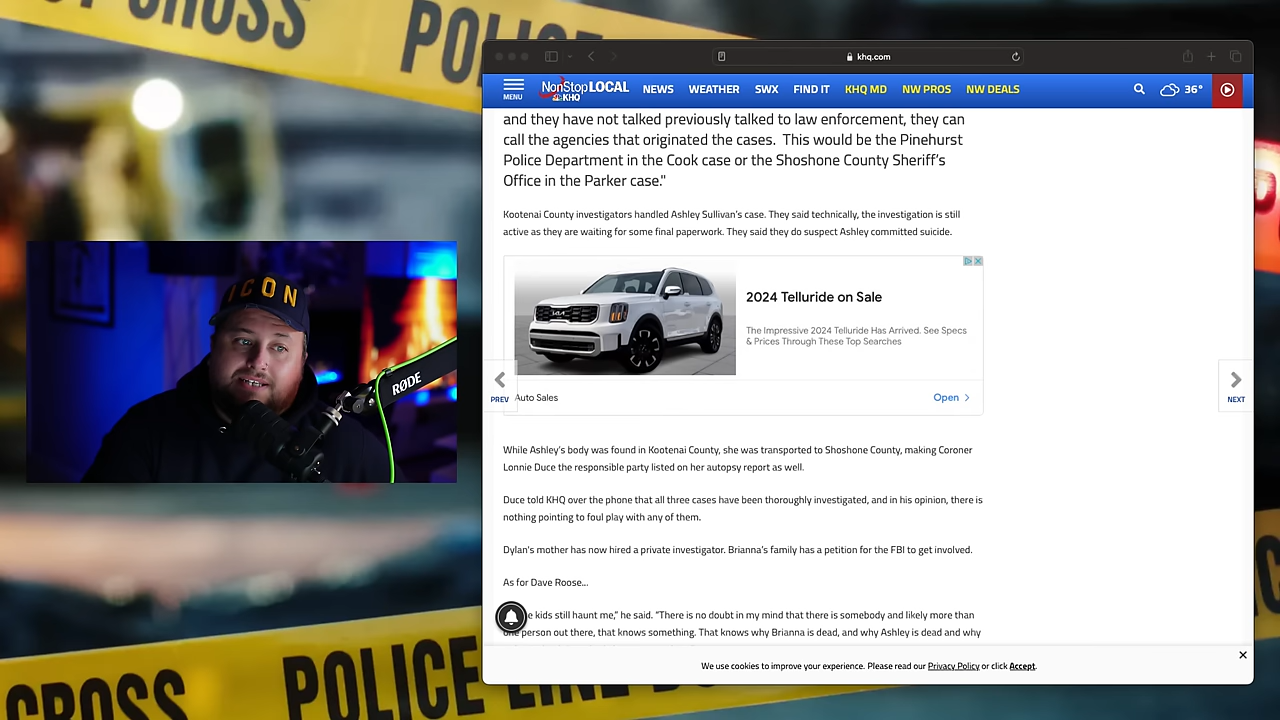 CROSS
POL
khq.com
MENU
NonStop LOCAL
KHQ
NEWS
WEATHER
SWX
FIND IT
KHQ MD
NW PROS
NW DEALS
36°
and they have not talked previously talked to law enforcement, they can
call the agencies that originated the cases. This would be the Pinehurst
Police Department in the Cook case or the Shoshone County Sheriff's
Office in the Parker case."
Kootenai County investigators handled Ashley Sullivan's case. They said technically, the investigation is still
active as they are waiting for some final paperwork. They said they do suspect Ashley committed suicide.
2024 Telluride on Sale
The Impressive 2024 Telluride Has Arrived. See Specs
& Prices Through These Top Searches
Auto Sales
Open
PREV
NEXT
ICON
RØDE
While Ashley's body was found in Kootenai County, she was transported to Shoshone County, making Coroner
Lonnie Duce the responsible party listed on her autopsy report as well.
Duce told KHQ over the phone that all three cases have been thoroughly investigated, and in his opinion, there is
nothing pointing to foul play with any of them.
Dylan's mother has now hired a private investigator. Brianna's family has a petition for the FBI to get involved.
As for Dave Roose...
kids still haunt me," he said. "There is no doubt in my mind that there is somebody and likely more than
one person out there, that knows something. That knows why Brianna is dead, and why Ashley is dead and why
We use cookies to improve your experience. Please read our Privacy Policy or click Accept.
CROSS
POLICE LINE DO